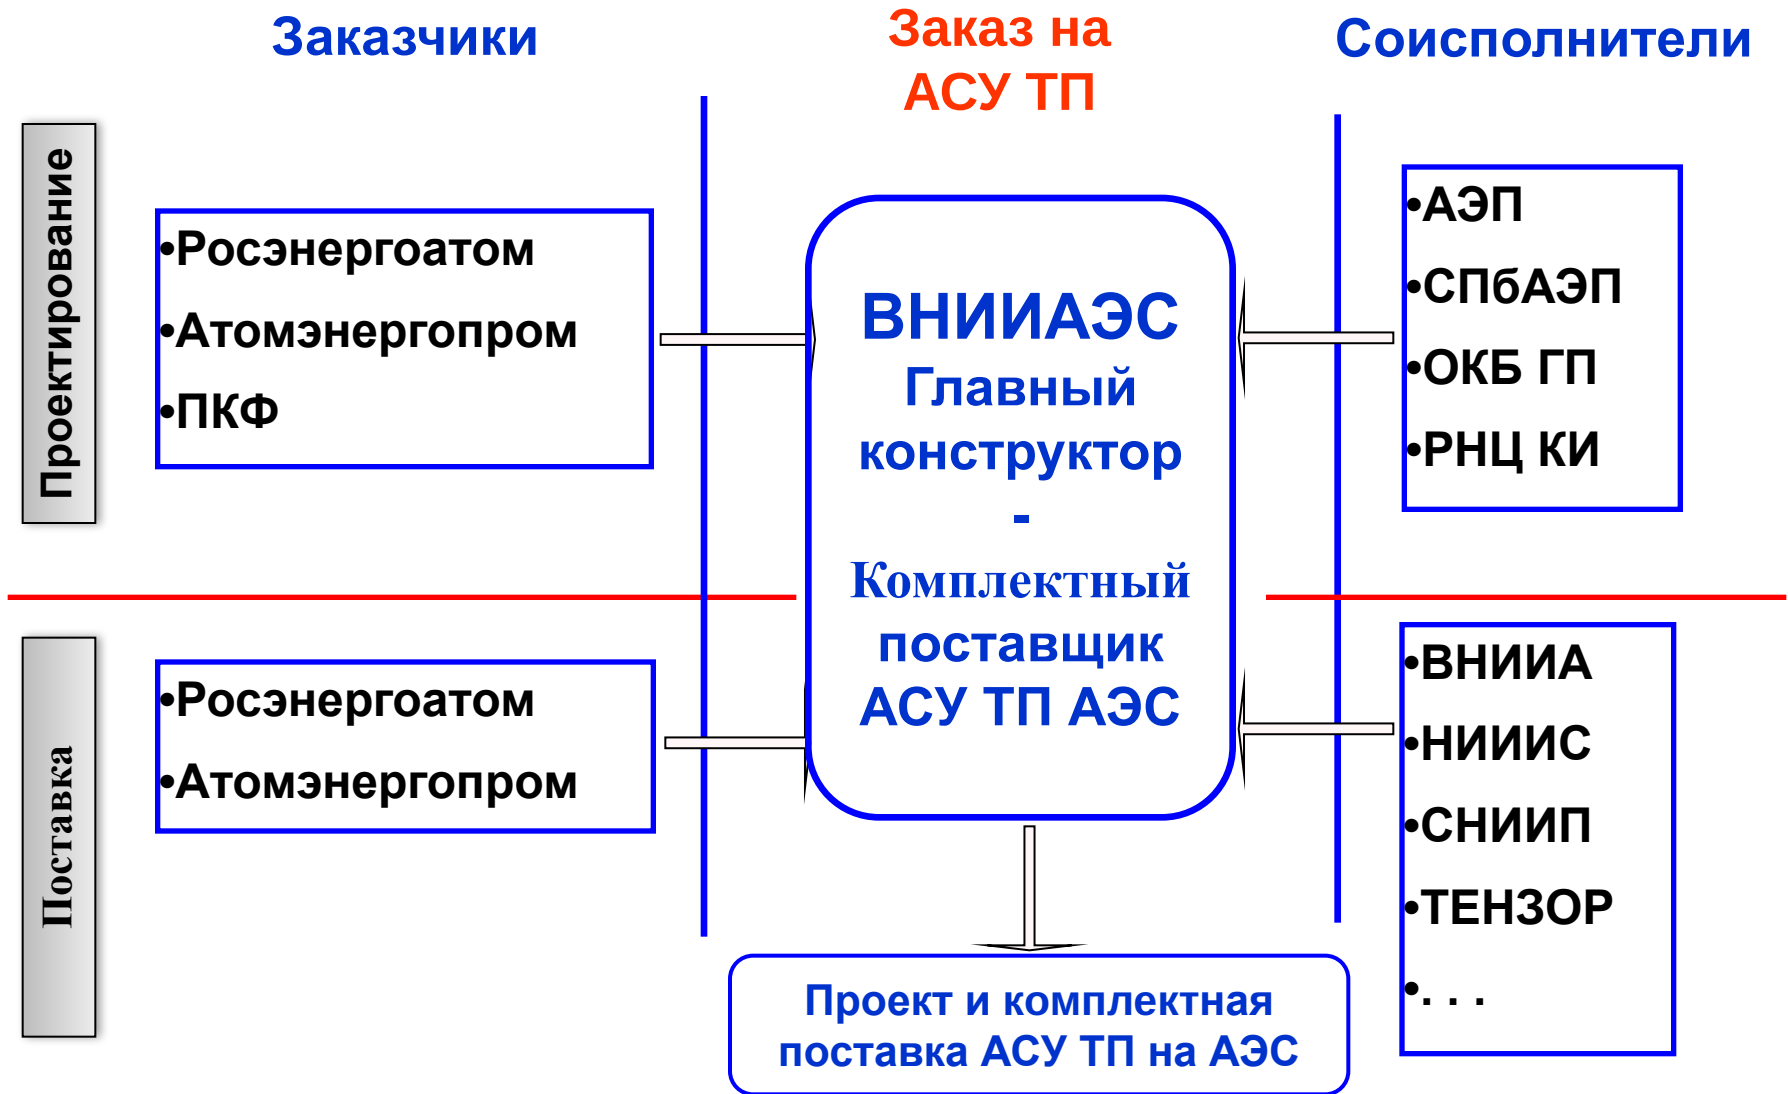 Заказчики
Заказ на
АСУ ТП
Соисполнители
Проектирование
•Росэнергоатом
•Атомэнергопром
•ПКФ
ВНИИАЭС
Главный
конструктор
-
Комплектный
поставщик
АСУ ТП АЭС
•АЭП
•СПбАЭП
•ОКБ ГП
•РНЦ КИ
Поставка
•Росэнергоатом
•Атомэнергопром
•ВНИИА
•НИИИС
•СНИИП
•ТЕНЗОР
•. . .
Проект и комплектная
поставка АСУ ТП на АЭС